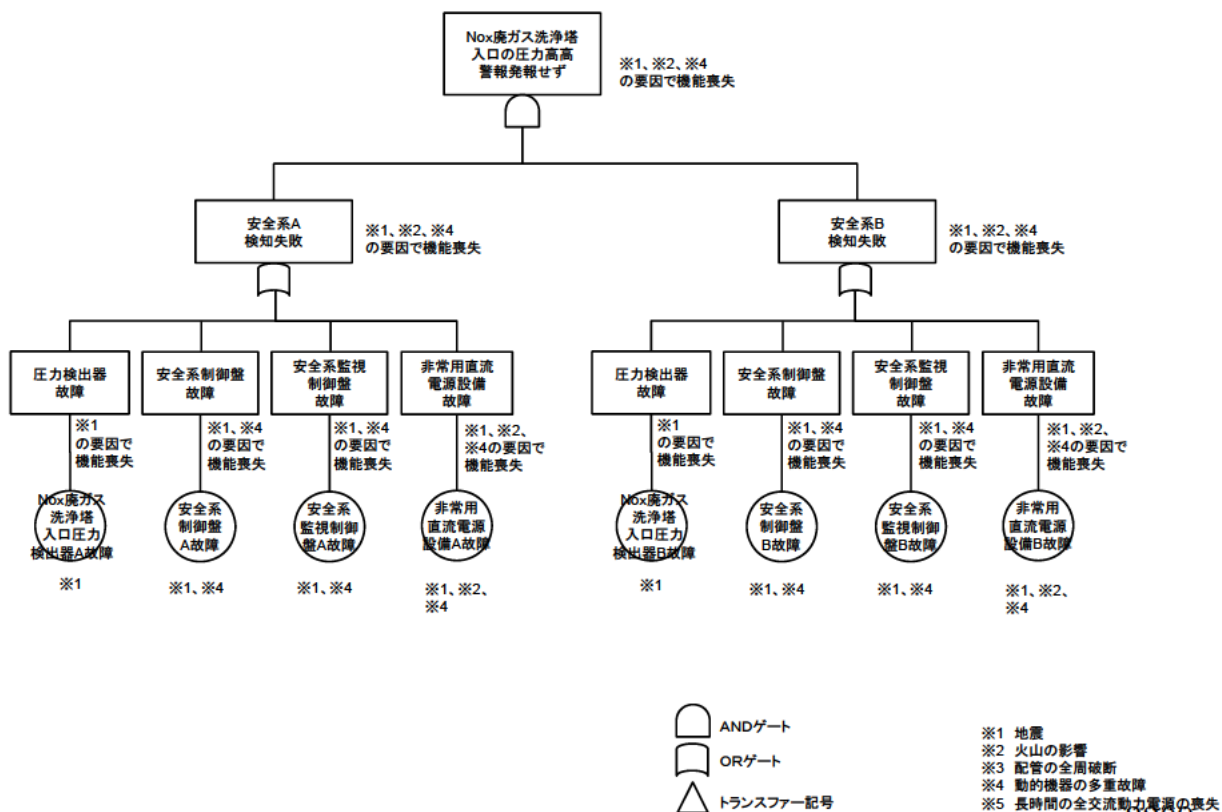 Nox廃ガス洗浄塔
入口の圧力高高
警報発報せず
※1、※2、※4
の要因で機能喪失
安全系A
検知失敗
※1、※2、※4
の要因で機能喪失
安全系B
検知失敗
※1、※2、※4
の要因で機能喪失
圧力検出器
故障
安全系制御盤
故障
安全系監視
制御盤
故障
非常用直流
電源設備
故障
圧力検出器
故障
安全系制御盤
故障
安全系監視
制御盤
故障
非常用直流
電源設備
故障
※1
の要因で
機能喪失
※1、※4
の要因で
機能喪失
※1、※4
の要因で
機能喪失
※1、※2、
※4の要因で
機能喪失
※1
の要因で
機能喪失
※1、※4
の要因で
機能喪失
※1、※4
の要因で
機能喪失
※1、※2、
※4の要因で
機能喪失
Nox廃ガス
洗浄塔
入口圧力
検出器A故障
安全系
制御盤
A故障
安全系
監視制御
盤A故障
非常用
直流電源
設備A故障
Nox廃ガス
洗浄塔
入口圧力
検出器B故障
安全系
制御盤
B故障
安全系
監視制御
盤B故障
非常用
直流電源
設備B故障
※1
※1、※4
※1、※4
※1、※2、
※4
※1
※1、※4
※1、※4
※1、※2、
※4
ANDゲート
ORゲート
トランスファー記号
※1 地震
※2 火山の影響
※3 配管の全周破断
※4 動的機器の多重故障
※5 長時間の全交流動力電源の喪失